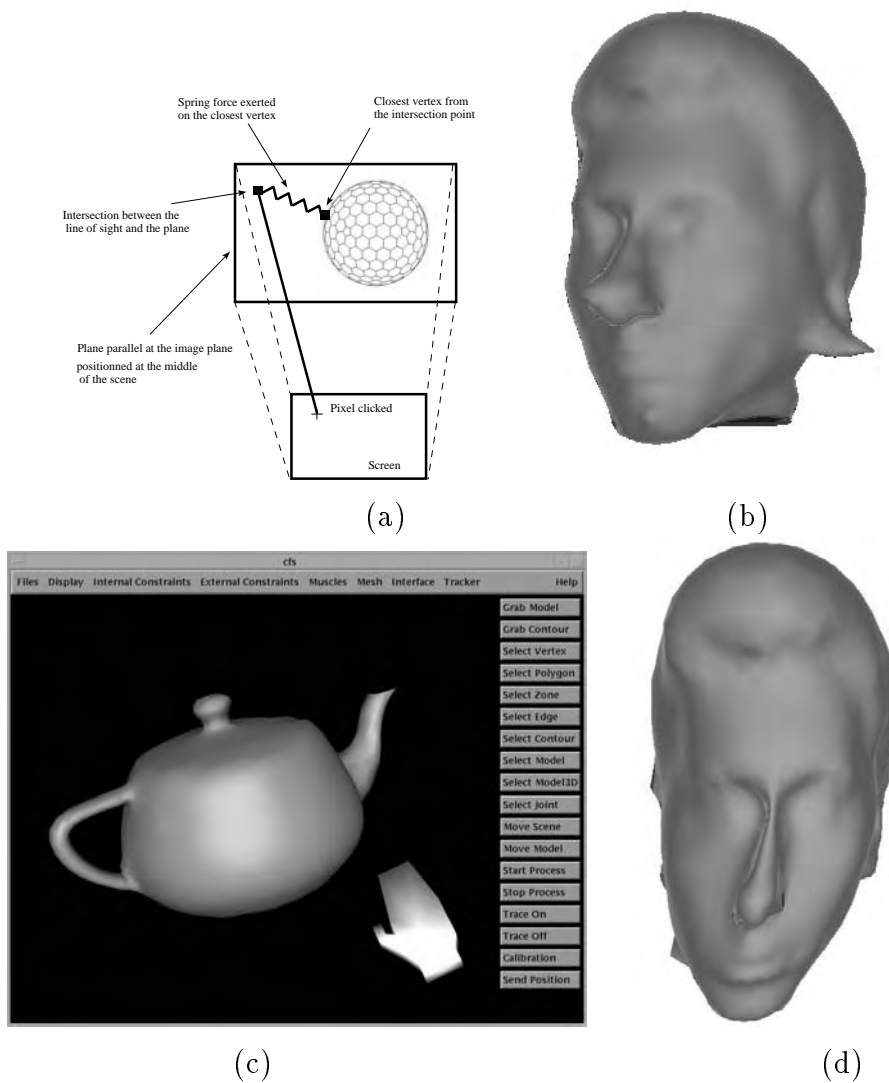 Spring force exerted
on the closest vertex
Closest vertex from
the intersection point
Intersection between the
line of sight and the plane
Plane parallel at the image plane
positionned at the middle
of the scene
Pixel clicked
Screen
(a)
(b)
cfs
Files Display Internal Constraints External Constraints Muscles Mesh Interface Tracker Help
Grab Model
Grab Contour
Select Vertex
Select Polygon
Select Zone
Select Edge
Select Contour
Select Model
Select Model3D
Select Joint
Move Scene
Move Model
Start Process
Stop Process
Trace On
Trace Off
Calibration
Send Position
(c)
(d)